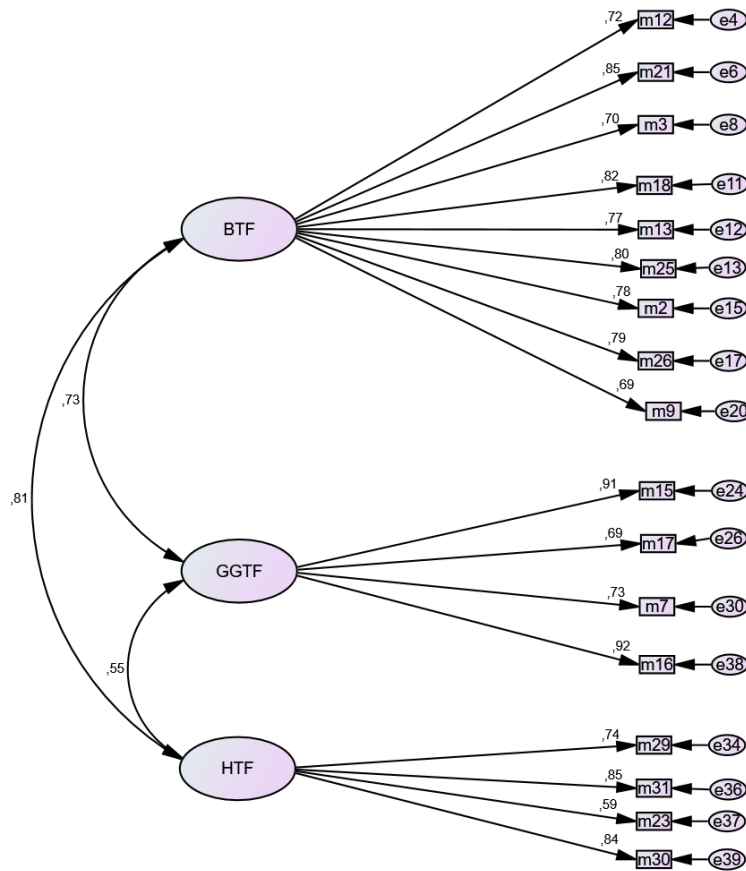 ,72 m12 e4
,85 m21 e6
,70 m3 e8
,82 m18 e11
,77 m13 e12
BTF
,80 m25 e13
,78 m2 e15
,79 m26 e17
,69 m9 e20
,73
,81
,91 m15 e24
,69 m17 e26
GGTF
,73 m7 e30
,92 m16 e38
,55
,74 m29 e34
HTF
,85 m31 e36
,59 m23 e37
,84 m30 e39